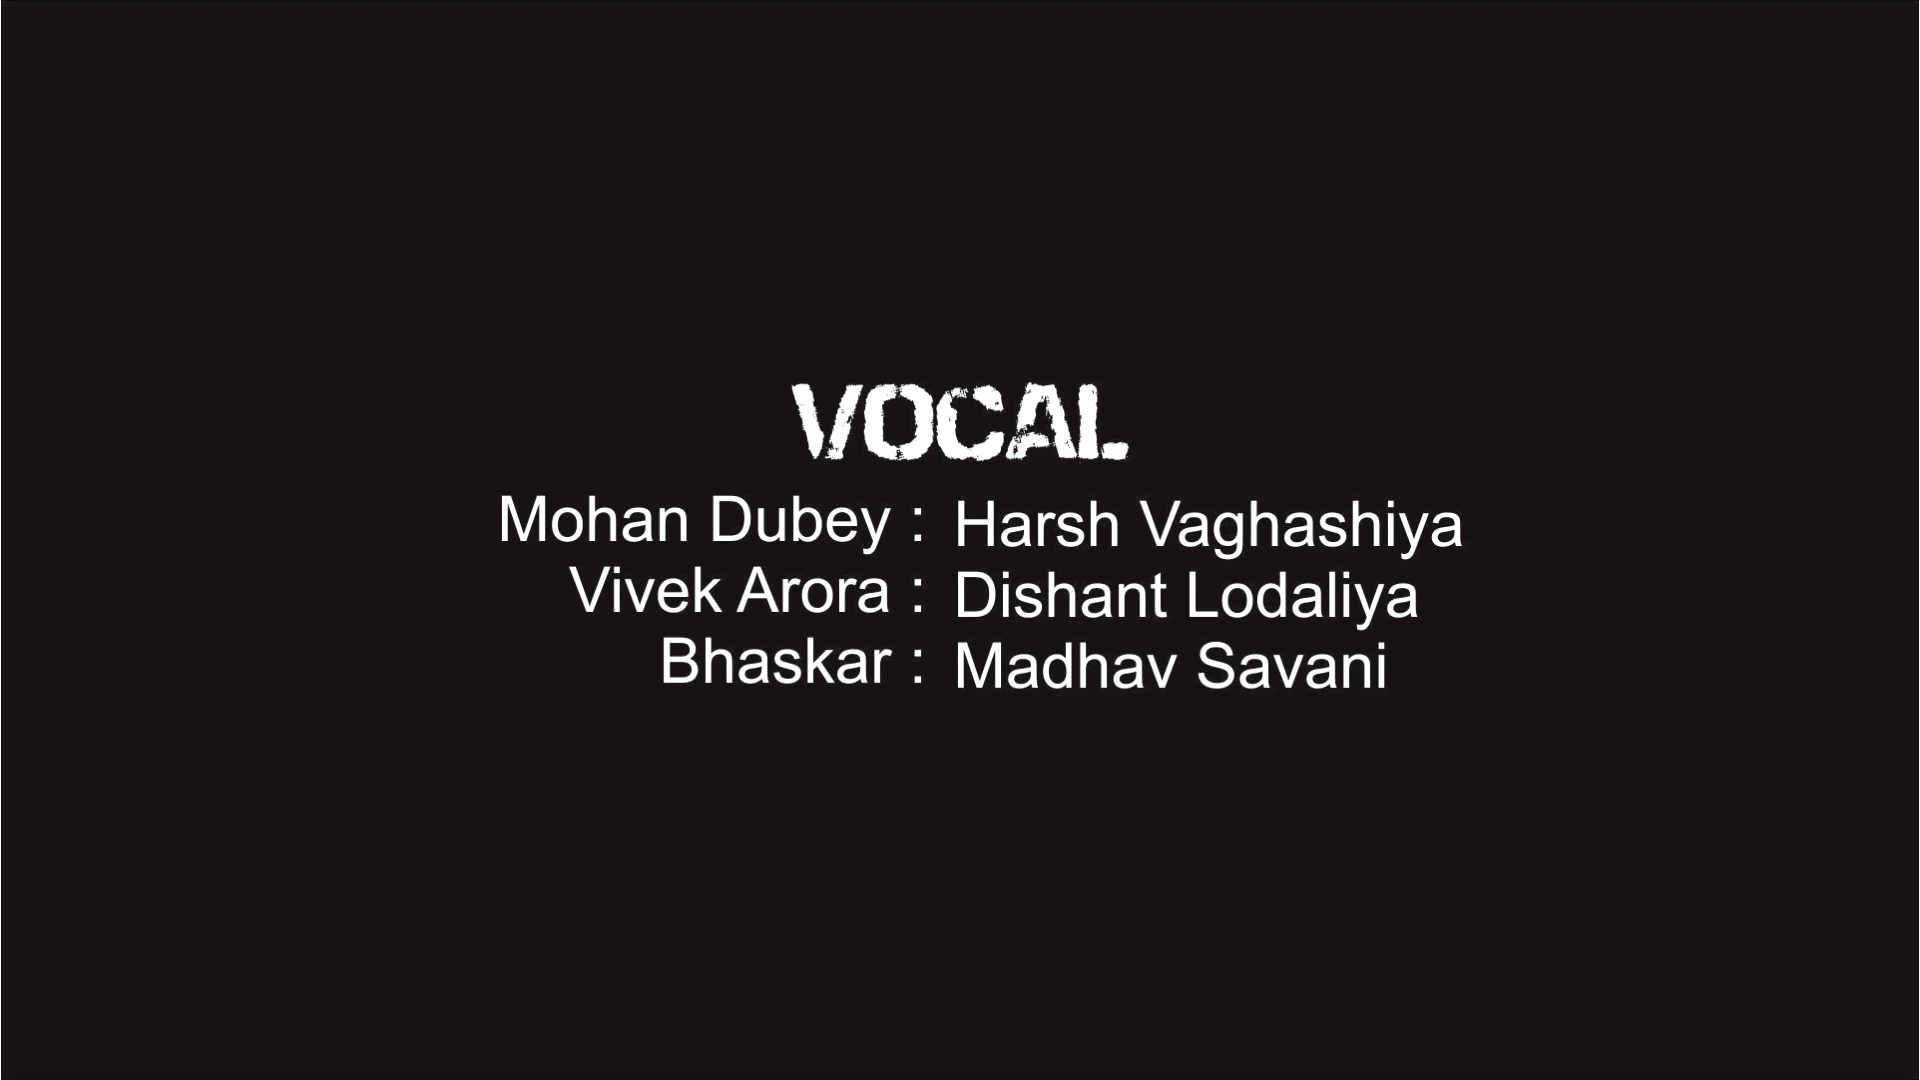 VOCAL
Mohan Dubey : Harsh Vaghashiya
Vivek Arora : Dishant Lodaliya
Bhaskar : Madhav Savani